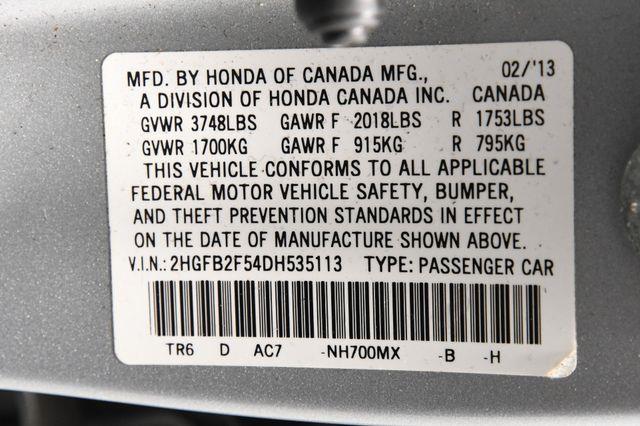 MFD. BY HONDA OF CANADA MFG., 02/'13
A DIVISION OF HONDA CANADA INC. CANADA
GVWR 3748LBS GAWR F 2018LBS R 1753LBS
GVWR 1700KG GAWR F 915KG R 795KG
THIS VEHICLE CONFORMS TO ALL APPLICABLE
FEDERAL MOTOR VEHICLE SAFETY, BUMPER,
AND THEFT PREVENTION STANDARDS IN EFFECT
ON THE DATE OF MANUFACTURE SHOWN ABOVE.
V.I.N.: 2HGFB2F54DH535113 TYPE: PASSENGER CAR
TR6 D AC7 -NH700MX -B -H